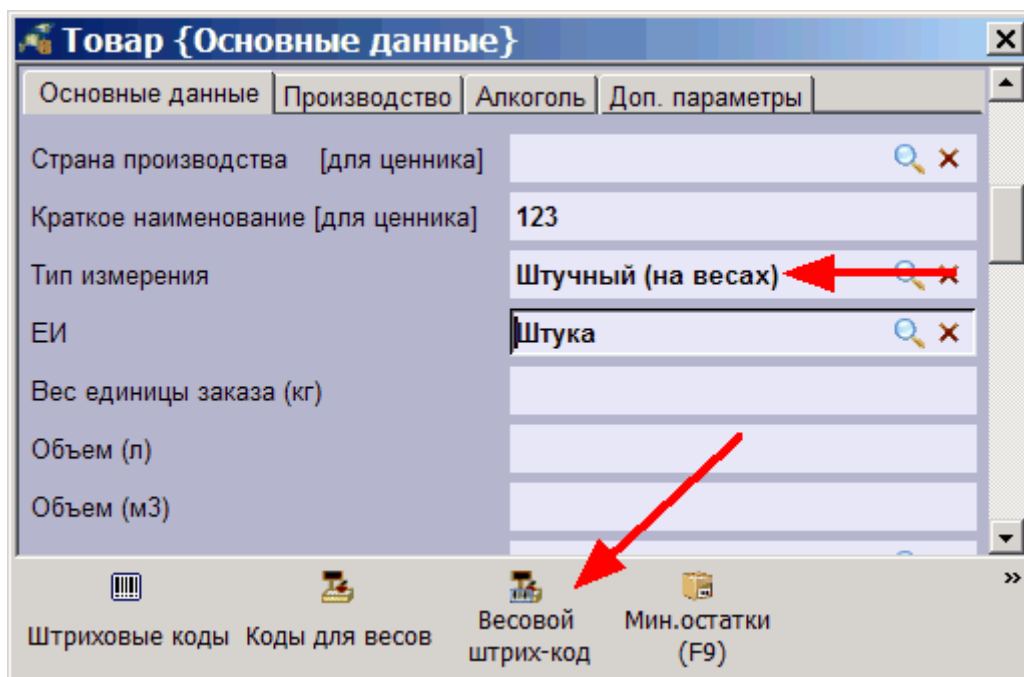 Товар {Основные данные}
Основные данные Производство Алкоголь Доп. параметры
Страна производства [для ценника]
Краткое наименование [для ценника] 123
Тип измерения Штучный (на весах)
ЕИ Штука
Вес единицы заказа (кг)
Объем (л)
Объем (м3)
Штриховые коды Коды для весов Весовой штрих-код Мин.остатки (F9) »